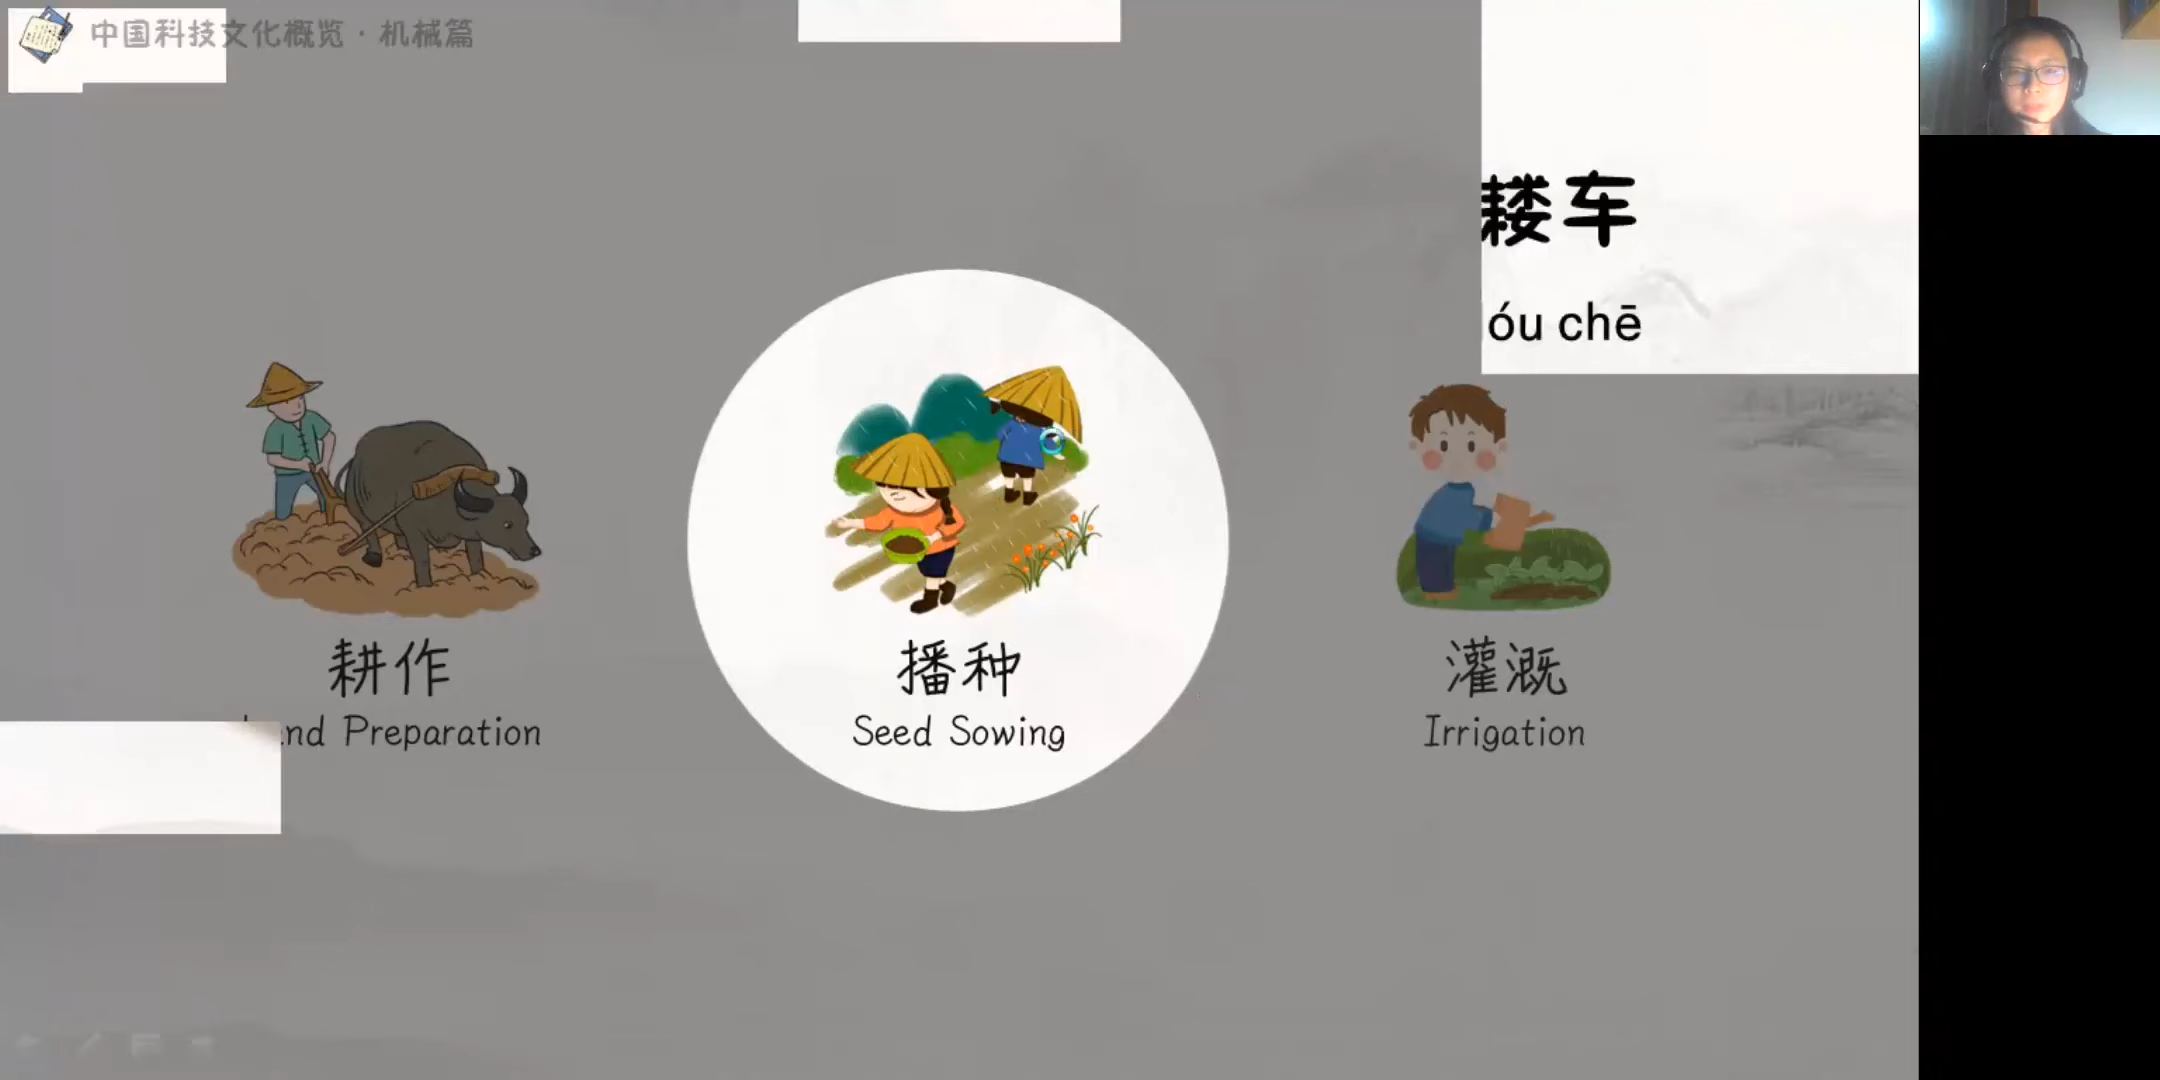 中国科技文化概览·机械篇
耧车
óu chē
耕作
nd Preparation
播种
Seed Sowing
灌溉
Irrigation